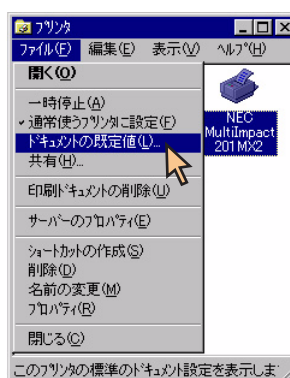 プリンタ
ファイル(F) 編集(E) 表示(V) ヘルプ(H)
開く(O)
一時停止(A)
通常使うプリンタに設定(F)
ドキュメントの既定値(L)...
共有(H)...
印刷ドキュメントの削除(U)
サーバーのプロパティ(E)
ショートカットの作成(S)
削除(D)
名前の変更(M)
プロパティ(R)
閉じる(C)
NEC
MultiImpact
201MX2
このプリンタの標準のドキュメント設定を表示しま